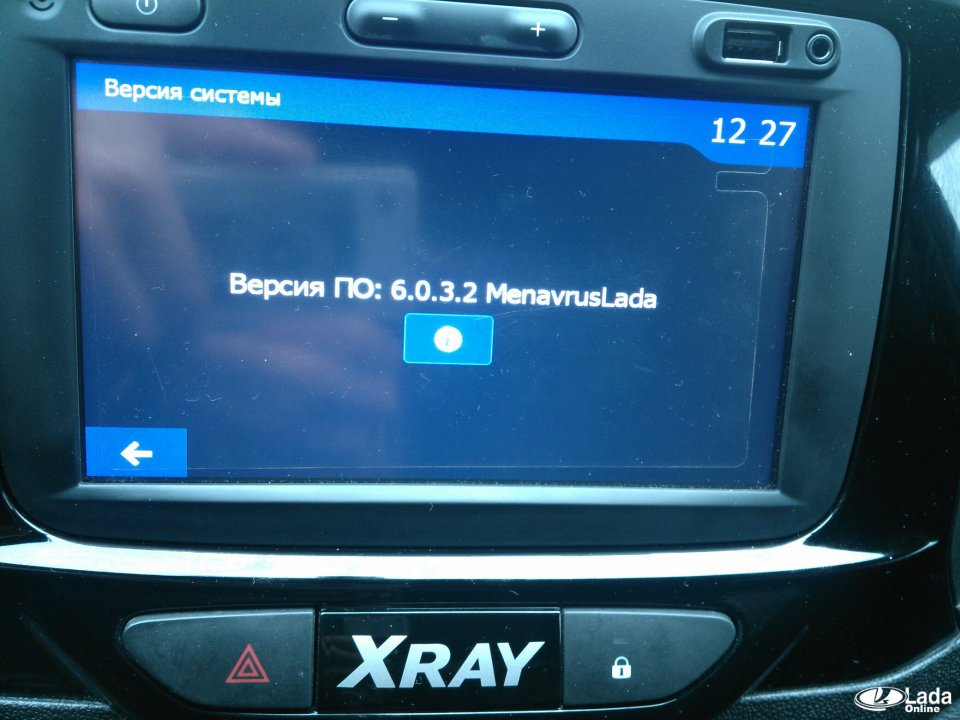 Версия системы
12 27
Версия ПО: 6.0.3.2 MenavrusLada
XRAY
Lada
Online